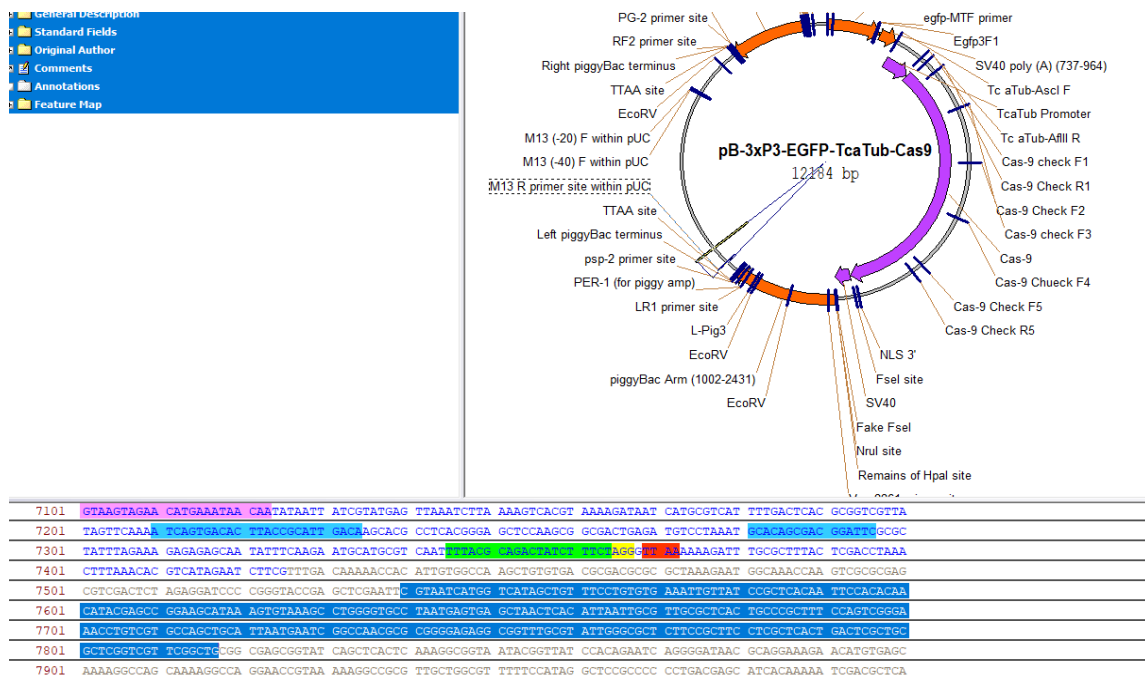 General Description
Standard Fields
Original Author
Comments
Annotations
Feature Map
PG-2 primer site
RF2 primer site
Right piggyBac terminus
TTAA site
EcoRV
M13 (-20) F within pUC
M13 (-40) F within pUC
M13 R primer site within pUC
TTAA site
Left piggyBac terminus
psp-2 primer site
PER-1 (for piggy amp)
LR1 primer site
L-Pig3
EcoRV
piggyBac Arm (1002-2431)
EcoRV
pB-3xP3-EGFP-TcaTub-Cas9
12184 bp
egfp-MTF primer
Egfp3F1
SV40 poly (A) (737-964)
Tc aTub-AscI F
TcaTub Promoter
Tc aTub-AflII R
Cas-9 check F1
Cas-9 Check R1
Cas-9 Check F2
Cas-9 check F3
Cas-9
Cas-9 Chueck F4
Cas-9 Check F5
Cas-9 Check R5
NLS 3'
FseI site
SV40
Fake FseI
NruI site
Remains of HpaI site
7101 GTAAGTAGAA CATGAAATAAC CAATATAATT ATCGTATGAG TTAAATCTTA AAAGTCACGT AAAAGATAAT CATGCGTCAT TTTGACTCAC GCGGTCGTTA
7201 TAGTTCAAAA TCAGTGACAC TTACCGCATT GACAAGCACG CCTCACGGGA GCTCCAAGCG GCGACTGAGA TGTCCTAAAT GCACAGCGAC GGATTCGCGC
7301 TATTTAGAAA GAGAGAGCAA TATTTCAAGA ATGCATGCGT CAATTTTACG CAGACTATCT TTCTAGGGTT AAAAAAGATT TGCGCTTTAC TCGACCTAAA
7401 CTTTAAACAC GTCATAGAAT CTTCGTTTGA CAAAAACCAC ATTGTGGCCA AGCTGTGTGA CGCGACGCGC GCTAAAGAAT GGCAAACCAA GTCGCGCGAG
7501 CGTCGACTCT AGAGGATCCC CGGGTACCGA GCTCGAATTC GTAATCATGG TCATAGCTGT TTCCTGTGTG AAATTGTTAT CCGCTCACAA TTCCACACAA
7601 CATACGAGCC GGAAGCATAA AGTGTAAAGC CTGGGGTGCC TAATGAGTGA GCTAACTCAC ATTAATTGCG TTGCGCTCAC TGCCCGCTTT CCAGTCGGGA
7701 AACCTGTCGT GCCAGCTGCA TTAATGAATC GGCCAACGCG CGGGGAGAGG CGGTTTGCGT ATTGGGCGCT CTTCCGCTTC CTCGCTCACT GACTCGCTGC
7801 GCTCGGTCGT TCGGCTGCGG CGAGCGGTAT CAGCTCACTC AAAGGCGGTA ATACGGTTAT CCACAGAATC AGGGGATAAC GCAGGAAAGA ACATGTGAGC
7901 AAAAGGCCAG CAAAAGGCCA GGAACCGTAA AAAGGCCGCG TTGCTGGCGT TTTTCCATAG GCTCCGCCCC CCTGACGAGC ATCACAAAAA TCGACGCTCA